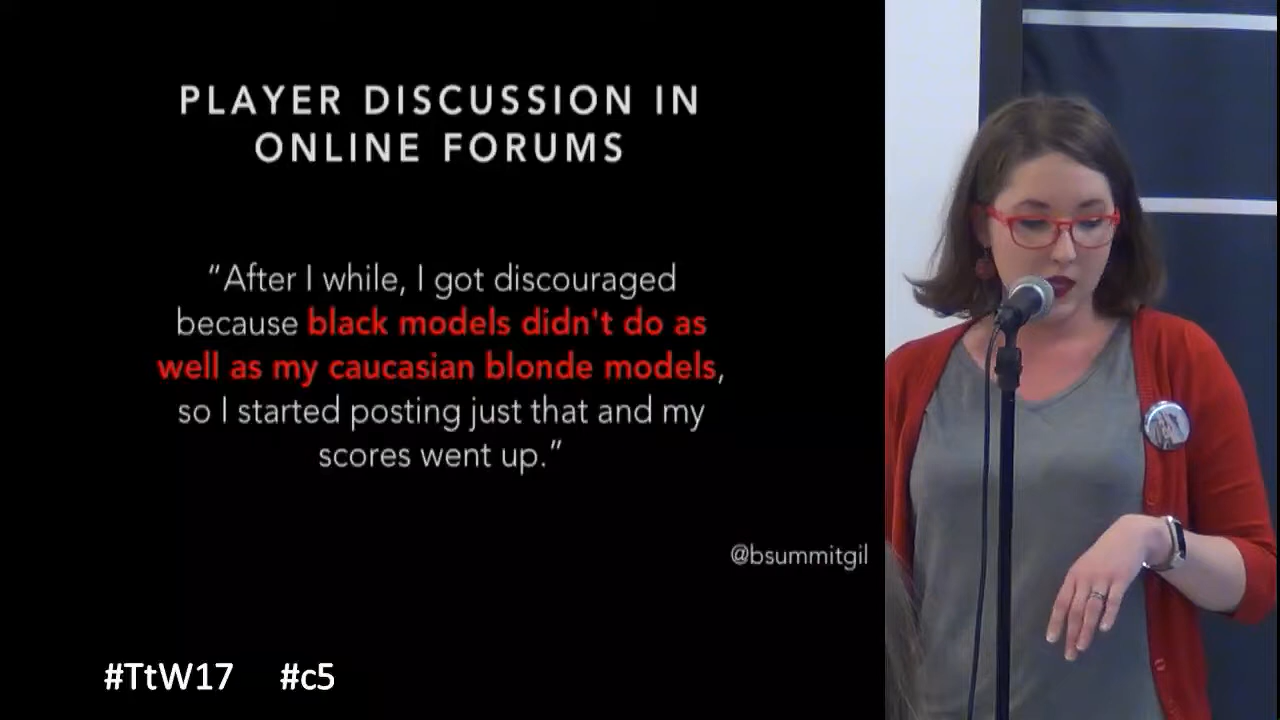 PLAYER DISCUSSION IN
ONLINE FORUMS
“After I while, I got discouraged
because black models didn't do as
well as my caucasian blonde models,
so I started posting just that and my
scores went up.”
@bsummitgil
#TtW17 #c5